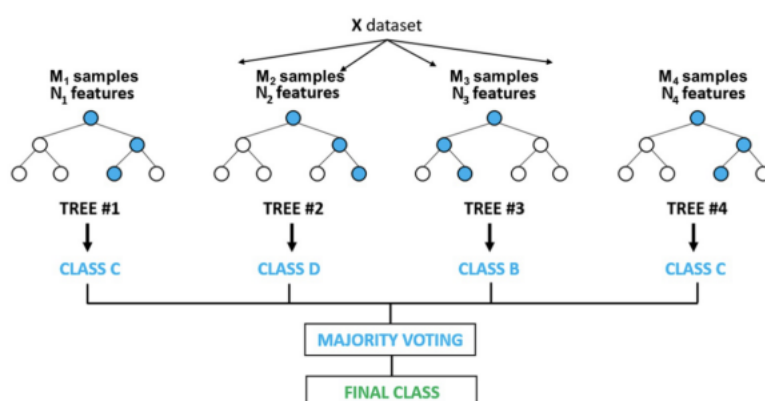 X dataset
M₁ samples
N₁ features
M₂ samples
N₂ features
M₃ samples
N₃ features
M₄ samples
N₄ features
TREE #1
TREE #2
TREE #3
TREE #4
CLASS C
CLASS D
CLASS B
CLASS C
MAJORITY VOTING
FINAL CLASS